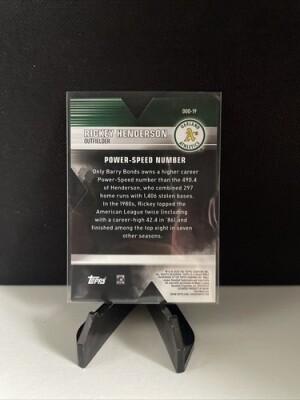 DOD-19
RICKEY HENDERSON
OUTFIELDER
OAKLAND
ATHLETICS
A's
POWER-SPEED NUMBER
Only Barry Bonds owns a higher career
Power-Speed number than the 490.4
of Henderson, who combined 297
home runs with 1,406 stolen bases.
In the 1980s, Rickey topped the
American League twice (including
with a career-high 42.4 in '86) and
finished among the top eight in seven
other seasons.
Topps